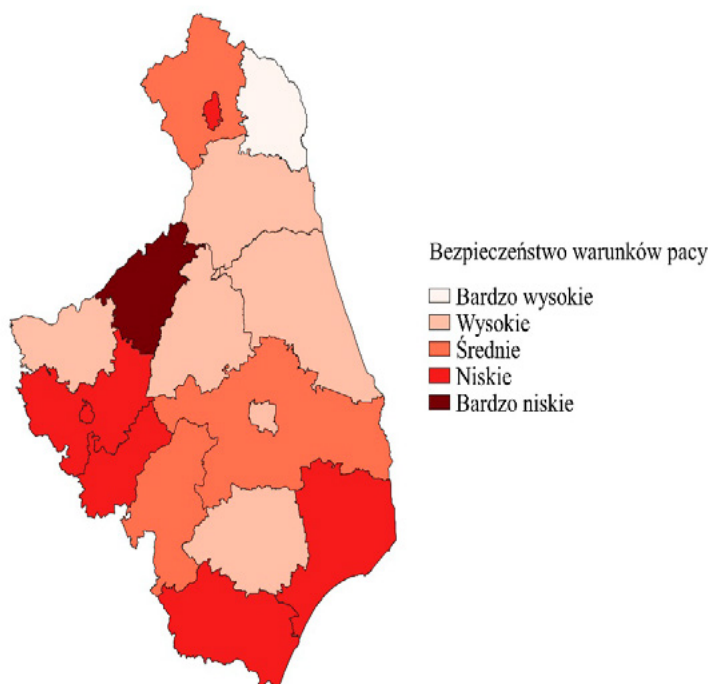 Bezpieczeństwo warunków pacy
Bardzo wysokie
Wysokie
Średnie
Niskie
Bardzo niskie